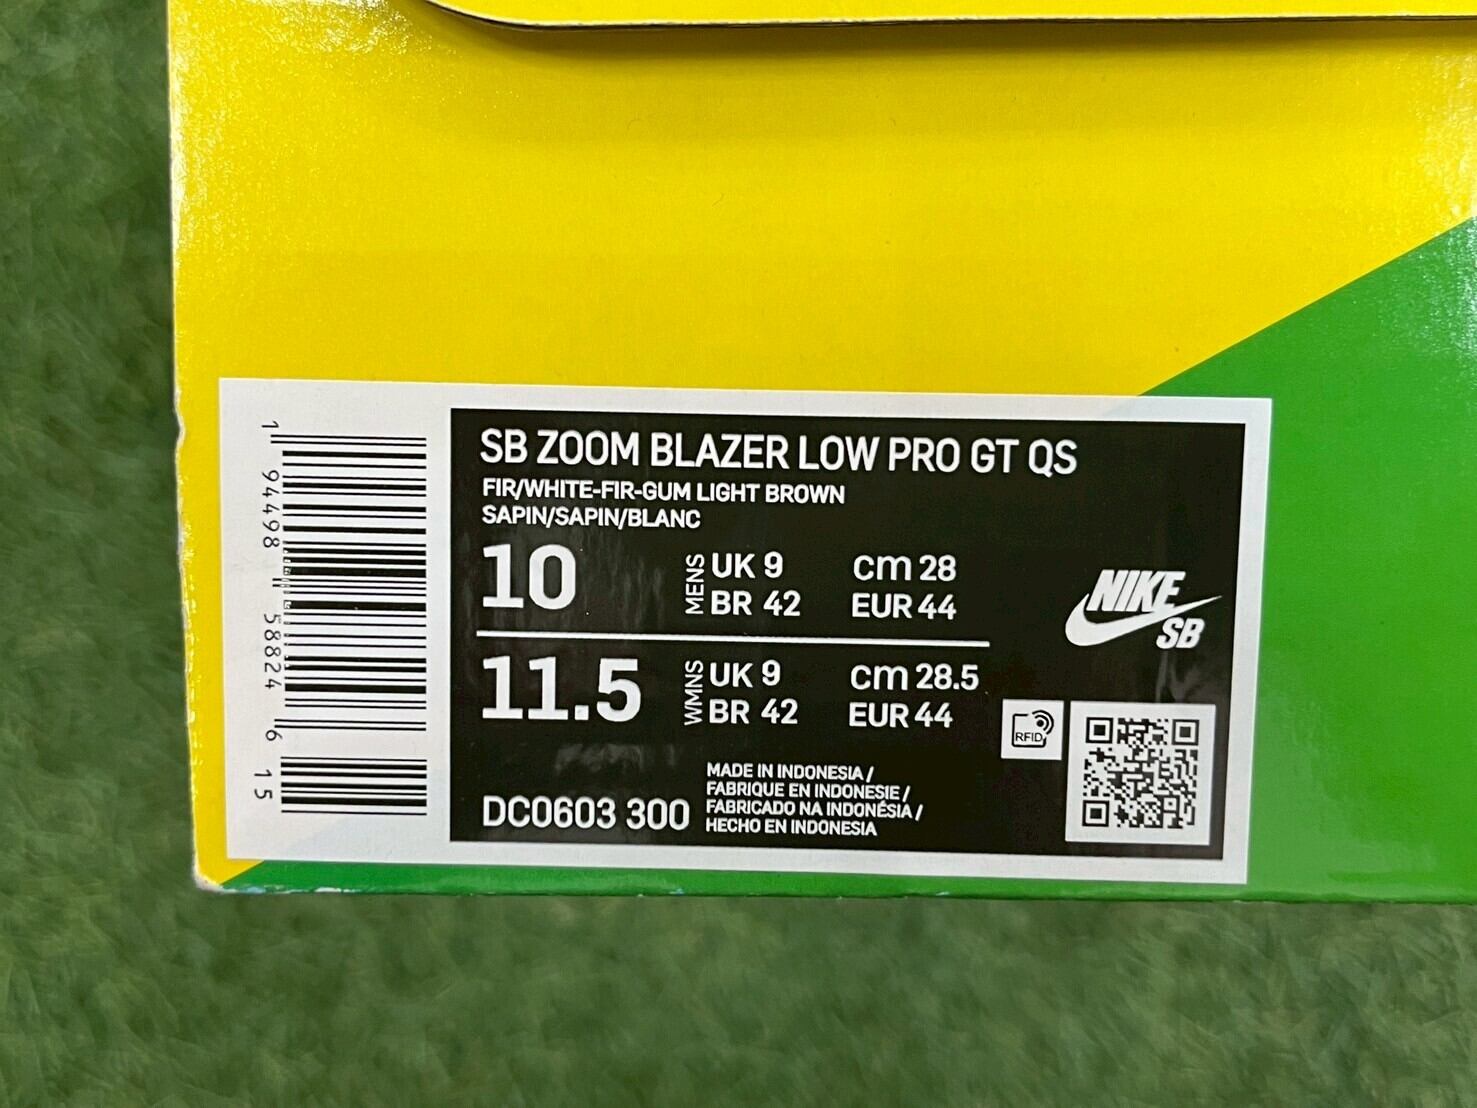 SB ZOOM BLAZER LOW PRO GT QS
FIR/WHITE-FIR-GUM LIGHT BROWN
SAPIN/SAPIN/BLANC
10 MENS UK 9 CM 28
BR 42 EUR 44
11.5 WMNS UK 9 CM 28.5
BR 42 EUR 44
NIKE
SB
RFID
DC0603 300
MADE IN INDONESIA /
FABRIQUE EN INDONESIE /
FABRICADO NA INDONÉSIA /
HECHO EN INDONESIA
1 94498 58824 6 15